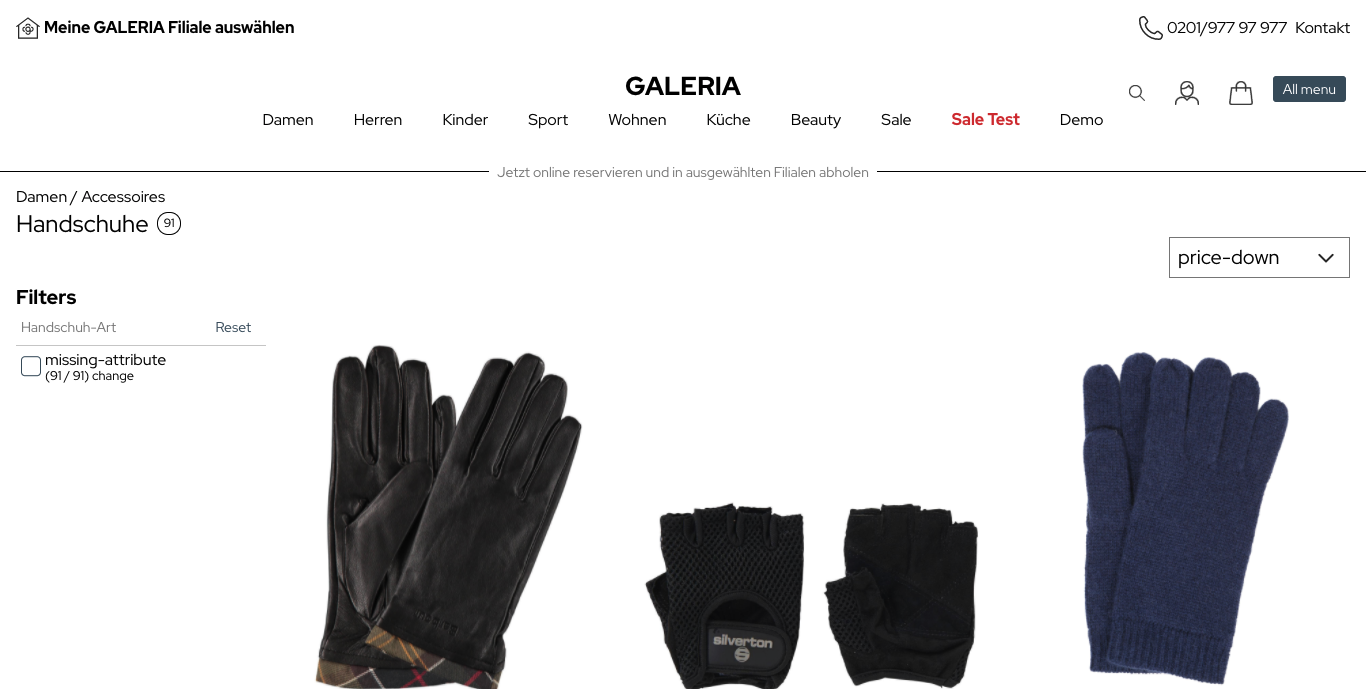 Meine GALERIA Filiale auswählen
0201/977 97 977 Kontakt
GALERIA
All menu
Damen Herren Kinder Sport Wohnen Küche Beauty Sale Sale Test Demo
Jetzt online reservieren und in ausgewählten Filialen abholen
Damen / Accessoires
Handschuhe 91
price-down
Filters
Handschuh-Art Reset
missing-attribute
(91 / 91) change
silverton